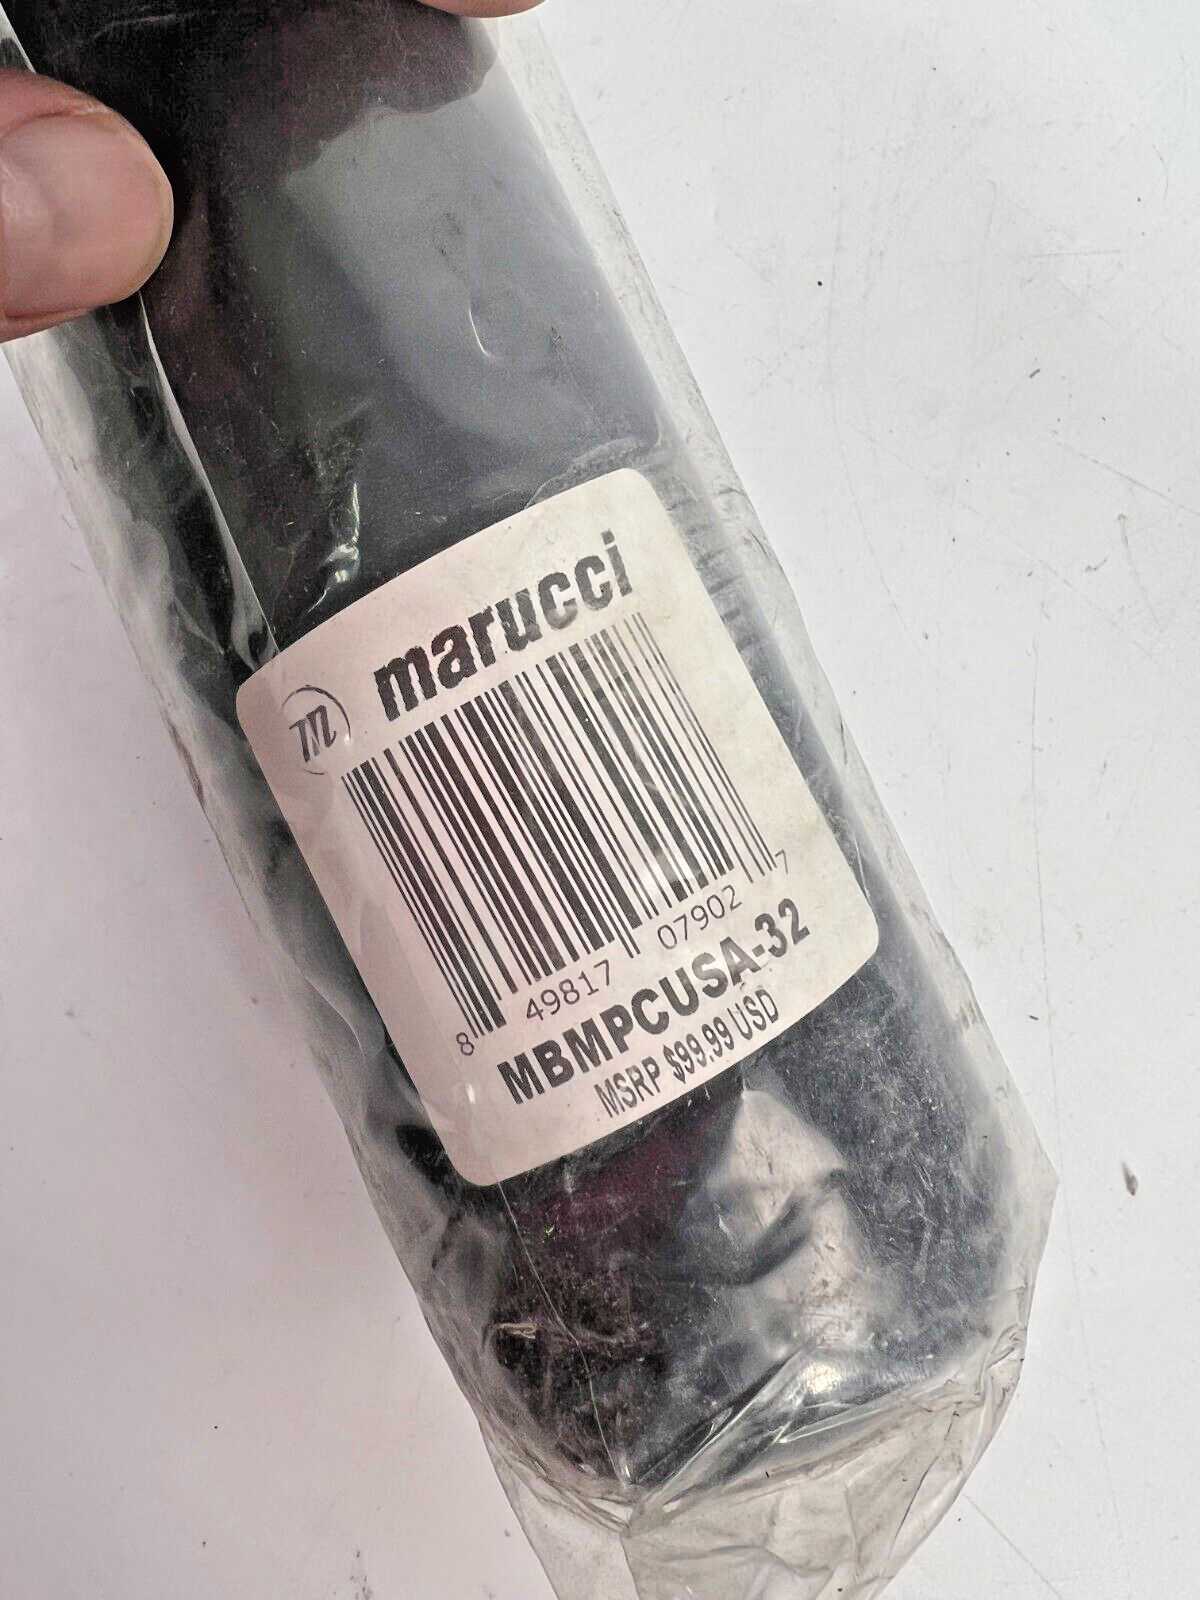 m marucci
8 49817 07902 7
MBMPCUSA-32
MSRP $99.99 USD